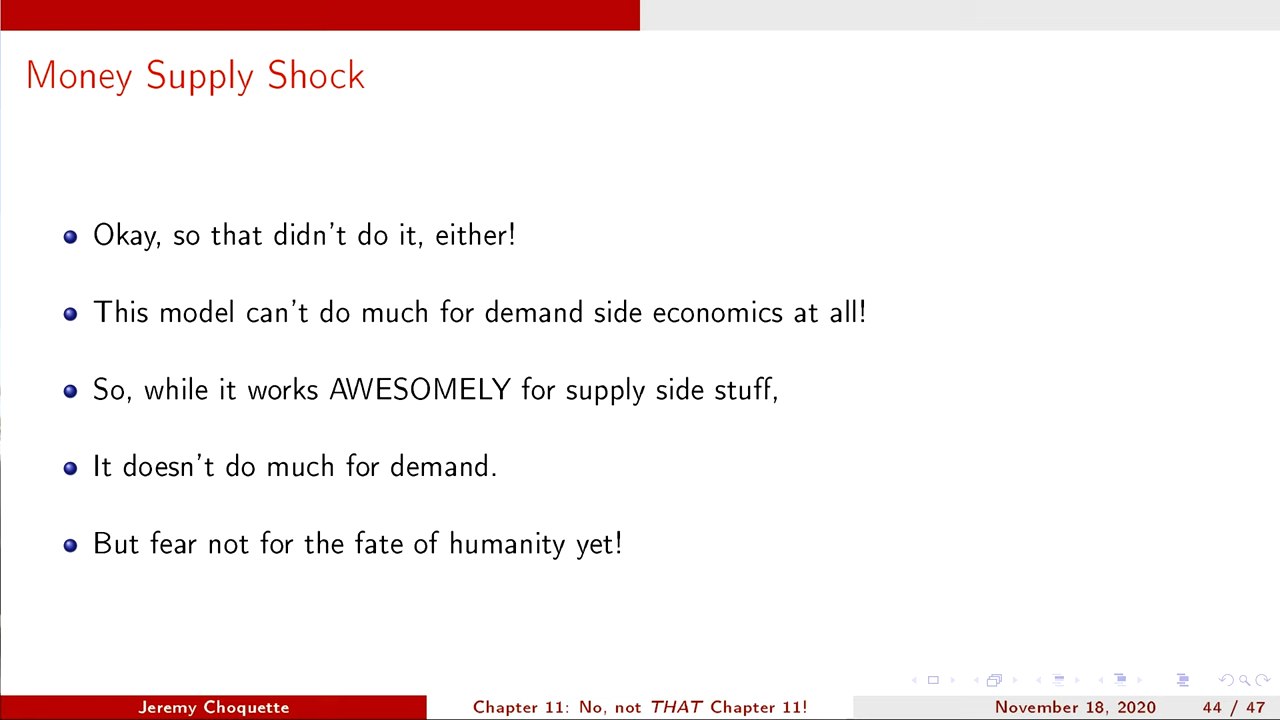 Money Supply Shock
Okay, so that didn't do it, either!
This model can't do much for demand side economics at all!
So, while it works AWESOMELY for supply side stuff,
It doesn't do much for demand.
But fear not for the fate of humanity yet!
Jeremy Choquette
Chapter 11: No, not THAT Chapter 11!
November 18, 2020
44 / 47